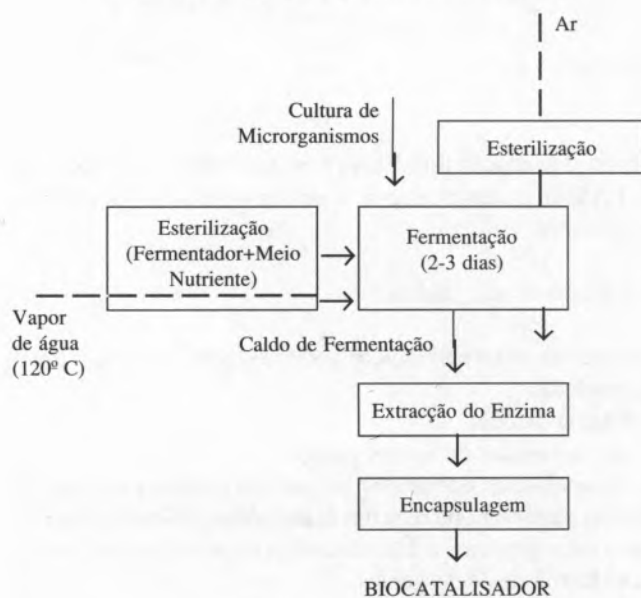 Ar
Cultura de
Microrganismos
Esterilização
Esterilização
(Fermentador+Meio
Nutriente)
Fermentação
(2-3 dias)
Vapor
de água
(120º C)
Caldo de Fermentação
Extracção do Enzima
Encapsulagem
BIOCATALISADOR